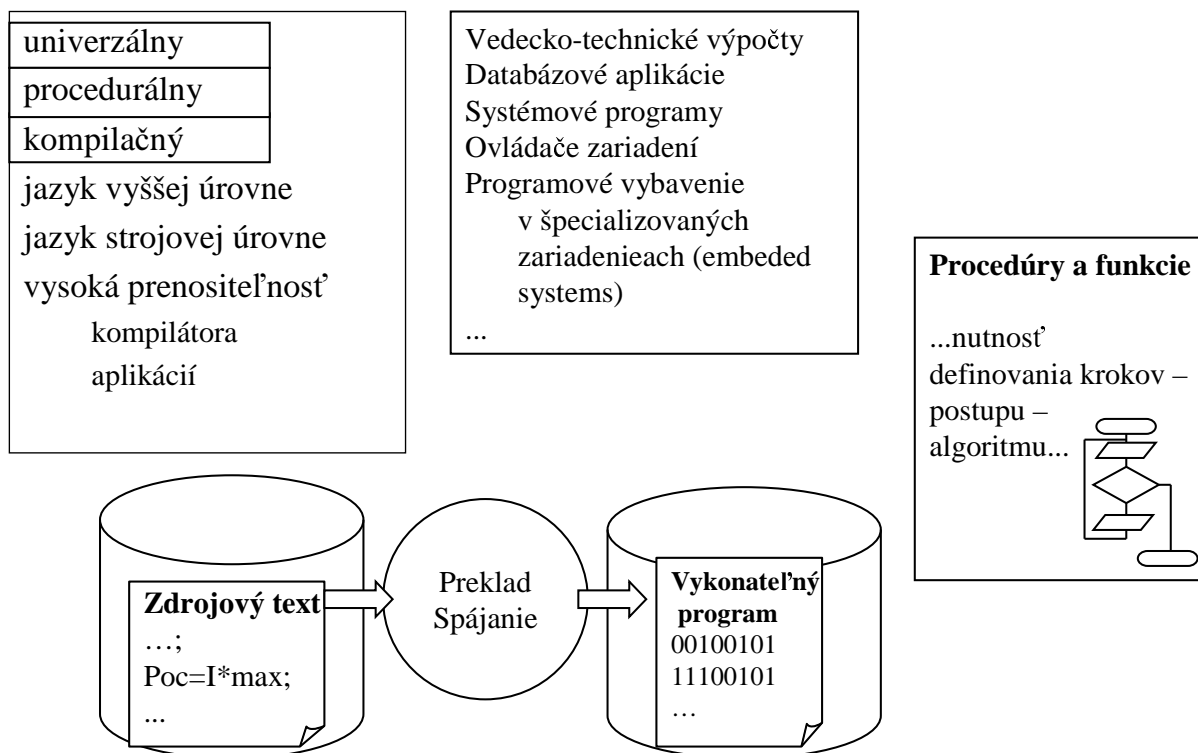 univerzálny
procedurálny
kompilačný
jazyk vyššej úrovne
jazyk strojovej úrovne
vysoká prenositeľnosť
kompilátora
aplikácií
Vedecko-technické výpočty
Databázové aplikácie
Systémové programy
Ovládače zariadení
Programové vybavenie
v špecializovaných
zariadenieach (embeded
systems)
...
Procedúry a funkcie
...nutnosť
definovania krokov –
postupu –
algoritmu...
Zdrojový text
…;
Poc=I*max;
...
Preklad
Spájanie
Vykonateľný
program
00100101
11100101
…